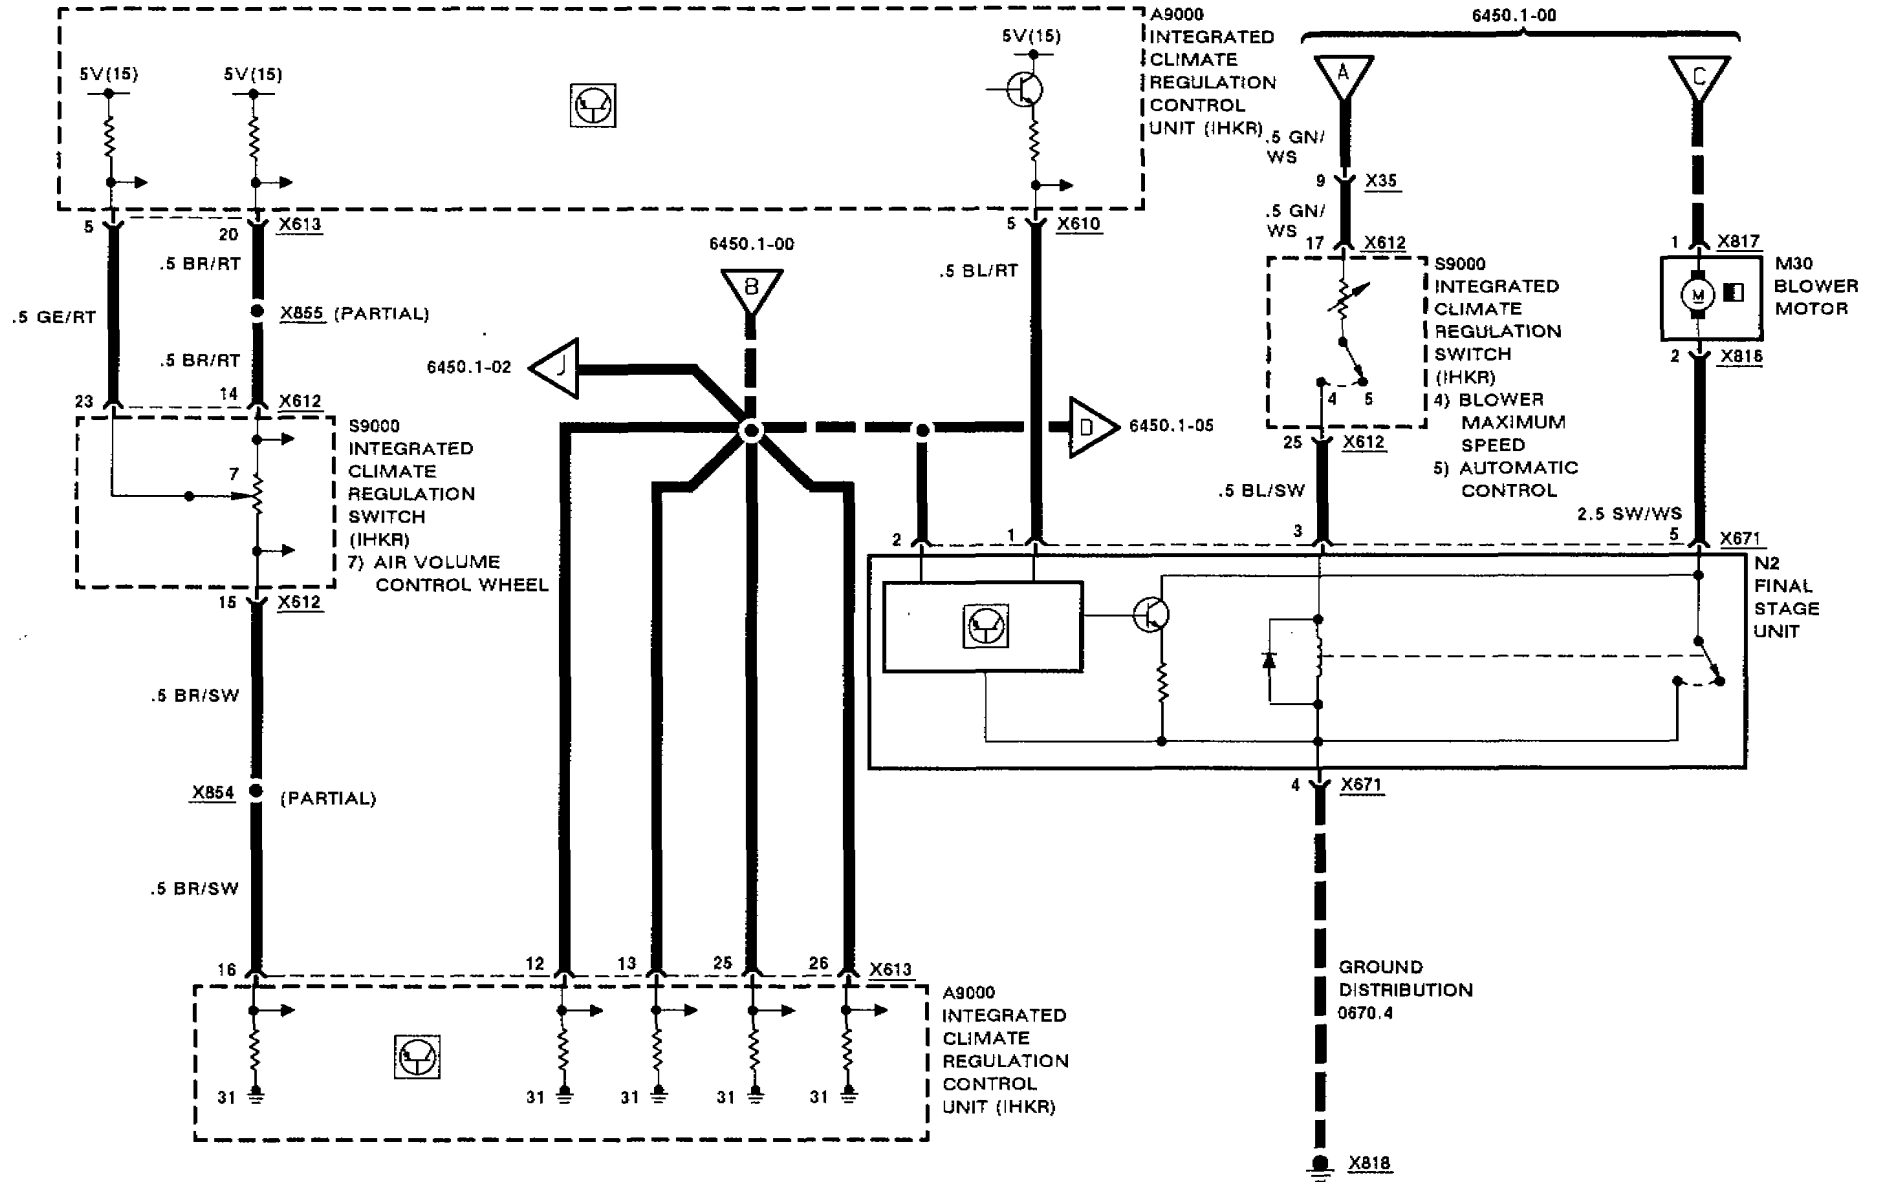 A9000
INTEGRATED
CLIMATE
REGULATION
CONTROL
UNIT (IHKR)
6450.1-00
5V(15)
5V(15)
5V(15)
A
C
.5 GN/
WS
9
X35
.5 GN/
WS
17
X612
1
X817
5
20
X613
5
X610
6450.1-00
B
.5 BR/RT
.5 BL/RT
.5 GE/RT
X855 (PARTIAL)
.5 BR/RT
23
14
X612
6450.1-02
J
S9000
INTEGRATED
CLIMATE
REGULATION
SWITCH
(IHKR)
4) BLOWER
MAXIMUM
SPEED
5) AUTOMATIC
CONTROL
4
5
M
M30
BLOWER
MOTOR
2
X816
25
X612
.5 BL/SW
2.5 SW/WS
D
6450.1-05
S9000
INTEGRATED
CLIMATE
REGULATION
SWITCH
(IHKR)
7) AIR VOLUME
CONTROL WHEEL
7
15
X612
2
1
3
5
X671
N2
FINAL
STAGE
UNIT
.5 BR/SW
X854
(PARTIAL)
.5 BR/SW
4
X671
16
12
13
25
26
X613
GROUND
DISTRIBUTION
0670.4
A9000
INTEGRATED
CLIMATE
REGULATION
CONTROL
UNIT (IHKR)
31
31
31
31
31
X818